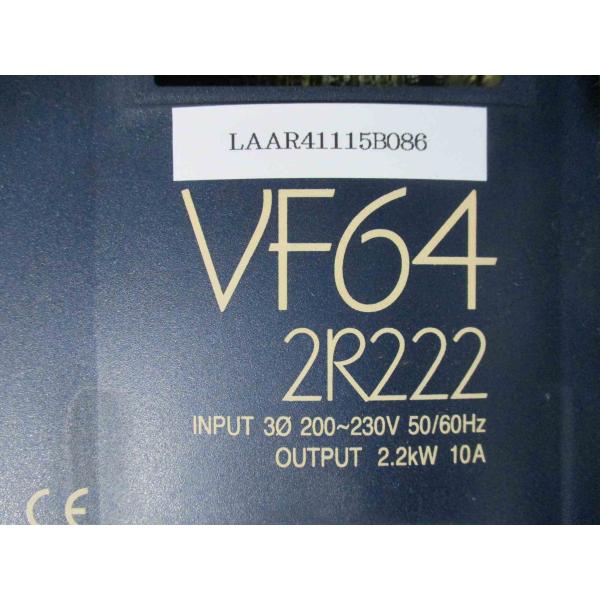 LAAR41115B086
VF64
2R222
INPUT 3Ø 200~230V 50/60Hz
OUTPUT 2.2kW 10A
CE